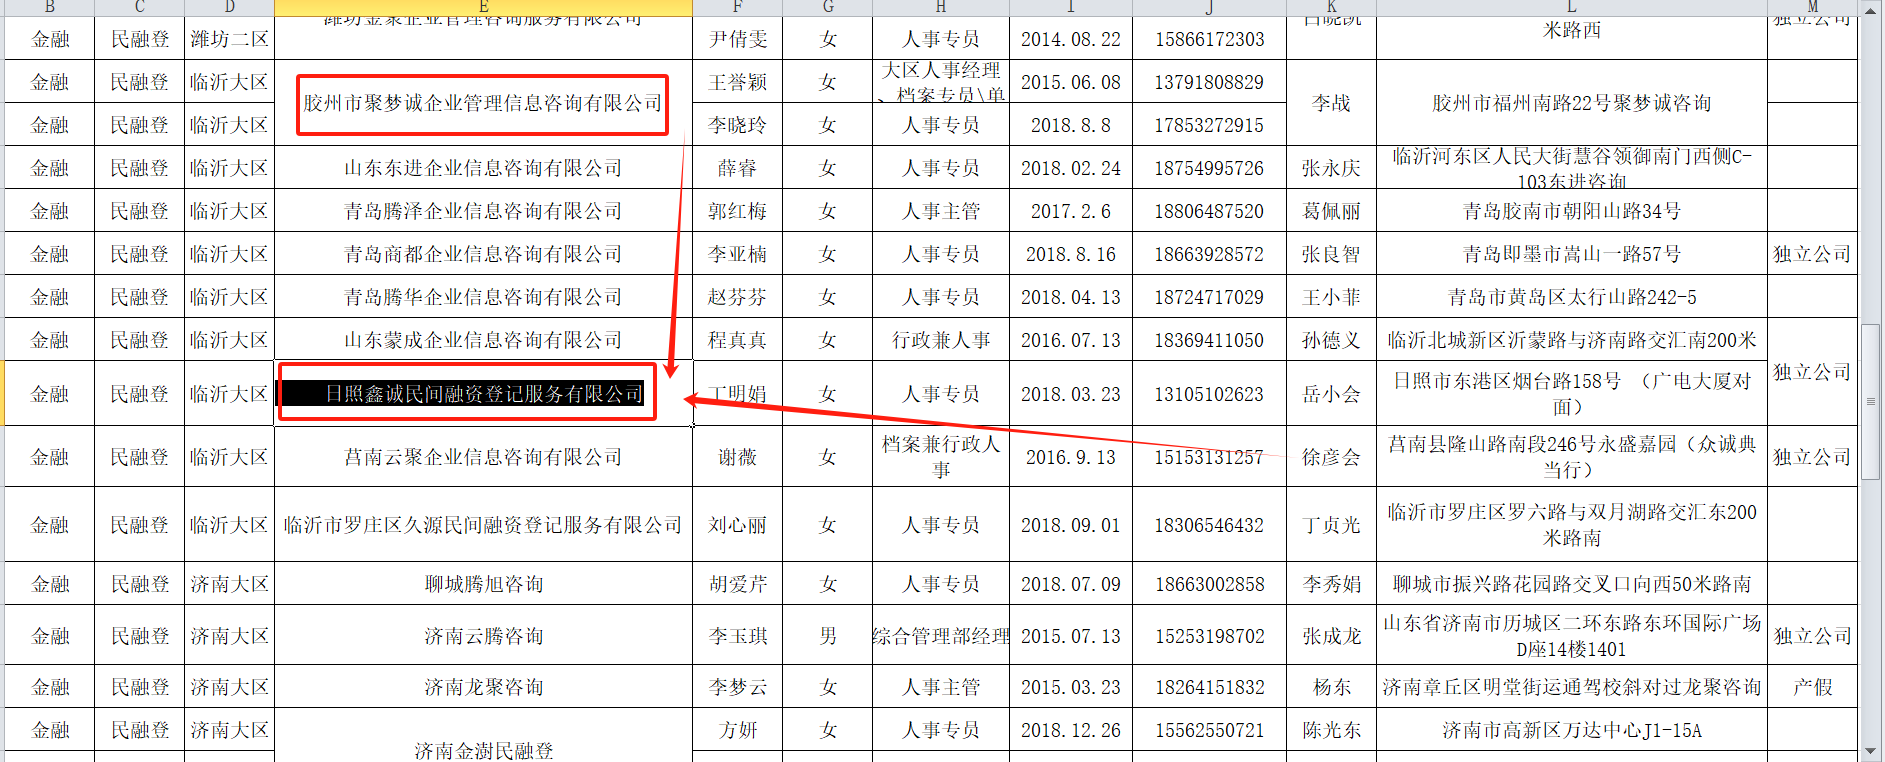 B C D E F G H I J K L M
潍坊金聚企业管理咨询服务有限公司 吕晓凯 独立公司
金融 民融登 潍坊二区 尹倩雯 女 人事专员 2014.08.22 15866172303 米路西
金融 民融登 临沂大区 胶州市聚梦诚企业管理信息咨询有限公司 王誉颖 女 大区人事经理 2015.06.08 13791808829 李战 胶州市福州南路22号聚梦诚咨询
、档案专员\单
金融 民融登 临沂大区 李晓玲 女 人事专员 2018.8.8 17853272915
金融 民融登 临沂大区 山东东进企业信息咨询有限公司 薛睿 女 人事专员 2018.02.24 18754995726 张永庆 临沂河东区人民大街慧谷领御南门西侧C-
103东进咨询
金融 民融登 临沂大区 青岛腾泽企业信息咨询有限公司 郭红梅 女 人事主管 2017.2.6 18806487520 葛佩丽 青岛胶南市朝阳山路34号
金融 民融登 临沂大区 青岛商都企业信息咨询有限公司 李亚楠 女 人事专员 2018.8.16 18663928572 张良智 青岛即墨市嵩山一路57号 独立公司
金融 民融登 临沂大区 青岛腾华企业信息咨询有限公司 赵芬芬 女 人事专员 2018.04.13 18724717029 王小菲 青岛市黄岛区太行山路242-5
金融 民融登 临沂大区 山东蒙成企业信息咨询有限公司 程真真 女 行政兼人事 2016.07.13 18369411050 孙德义 临沂北城新区沂蒙路与济南路交汇南200米 独立公司
金融 民融登 临沂大区 日照鑫诚民间融资登记服务有限公司 丁明娟 女 人事专员 2018.03.23 13105102623 岳小会 日照市东港区烟台路158号 （广电大厦对
面）
金融 民融登 临沂大区 莒南云聚企业信息咨询有限公司 谢薇 女 档案兼行政人 2016.9.13 15153131257 徐彦会 莒南县隆山路南段246号永盛嘉园（众诚典 独立公司
事 当行）
金融 民融登 临沂大区 临沂市罗庄区久源民间融资登记服务有限公司 刘心丽 女 人事专员 2018.09.01 18306546432 丁贞光 临沂市罗庄区罗六路与双月湖路交汇东200
米路南
金融 民融登 济南大区 聊城腾旭咨询 胡爱芹 女 人事专员 2018.07.09 18663002858 李秀娟 聊城市振兴路花园路交叉口向西50米路南
金融 民融登 济南大区 济南云腾咨询 李玉琪 男 综合管理部经理 2015.07.13 15253198702 张成龙 山东省济南市历城区二环东路东环国际广场 独立公司
D座14楼1401
金融 民融登 济南大区 济南龙聚咨询 李梦云 女 人事主管 2015.03.23 18264151832 杨东 济南章丘区明堂街运通驾校斜对过龙聚咨询 产假
金融 民融登 济南大区 济南金澍民融登 方妍 女 人事专员 2018.12.26 15562550721 陈光东 济南市高新区万达中心J1-15A